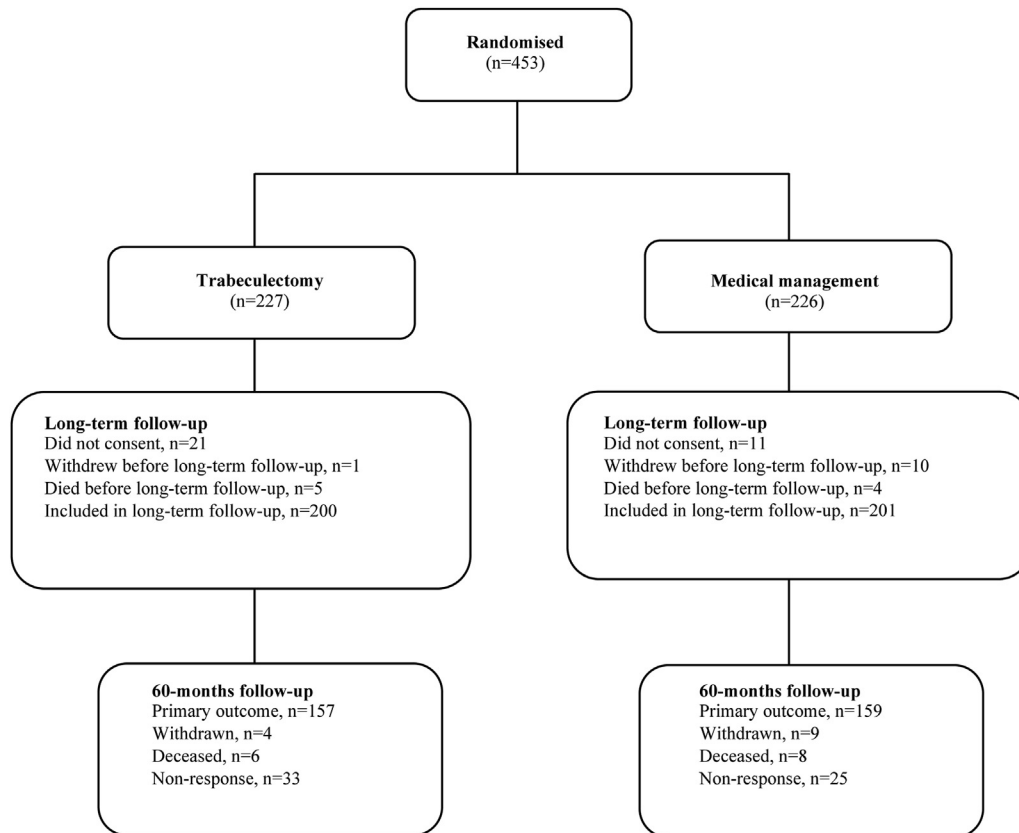 Randomised
(n=453)
Trabeculectomy
(n=227)
Medical management
(n=226)
Long-term follow-up
Did not consent, n=21
Withdrew before long-term follow-up, n=1
Died before long-term follow-up, n=5
Included in long-term follow-up, n=200
Long-term follow-up
Did not consent, n=11
Withdrew before long-term follow-up, n=10
Died before long-term follow-up, n=4
Included in long-term follow-up, n=201
60-months follow-up
Primary outcome, n=157
Withdrawn, n=4
Deceased, n=6
Non-response, n=33
60-months follow-up
Primary outcome, n=159
Withdrawn, n=9
Deceased, n=8
Non-response, n=25